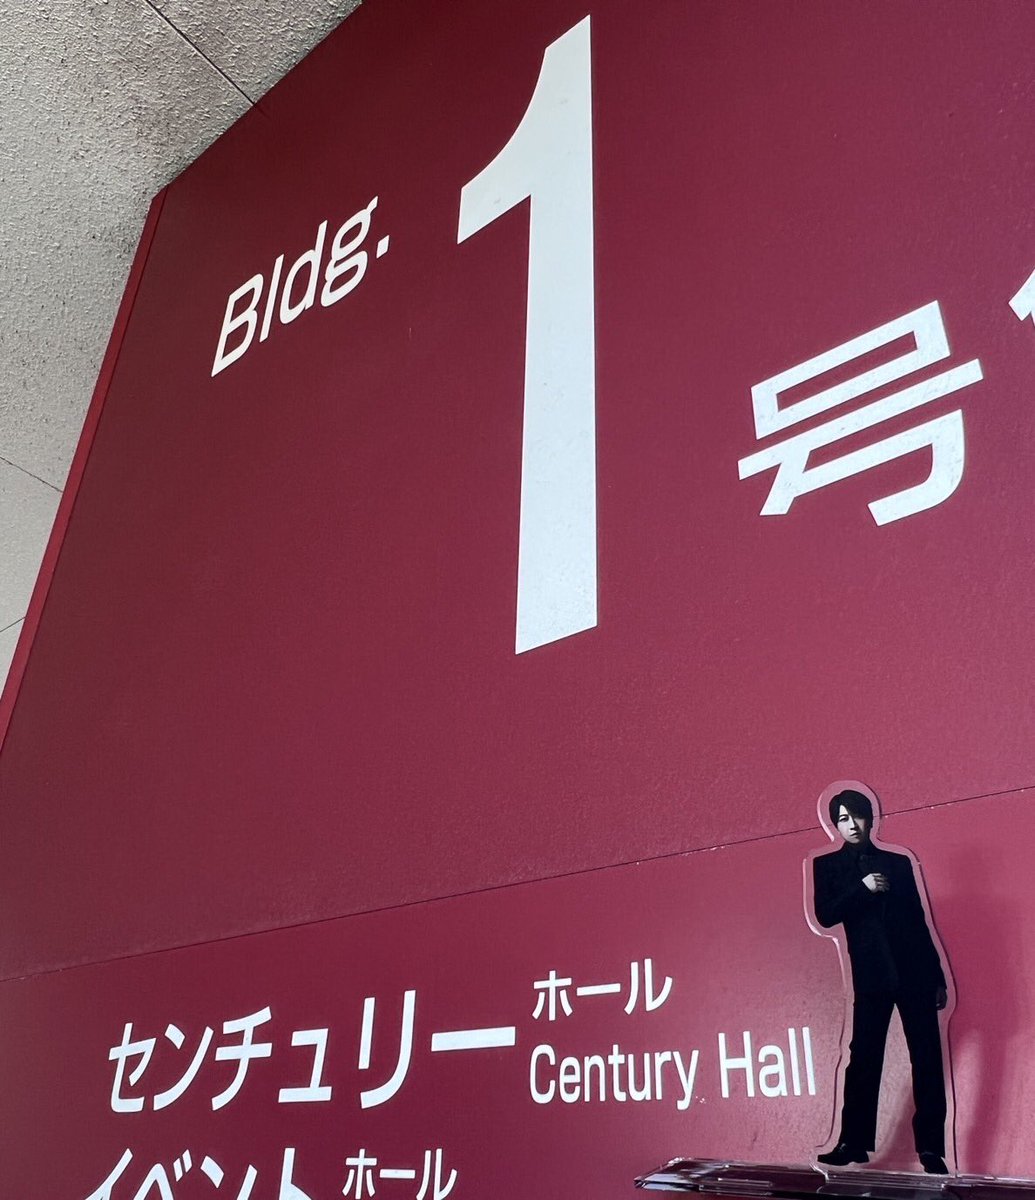 Bldg. 1 号
センチュリーホール
Century Hall
イベントホール